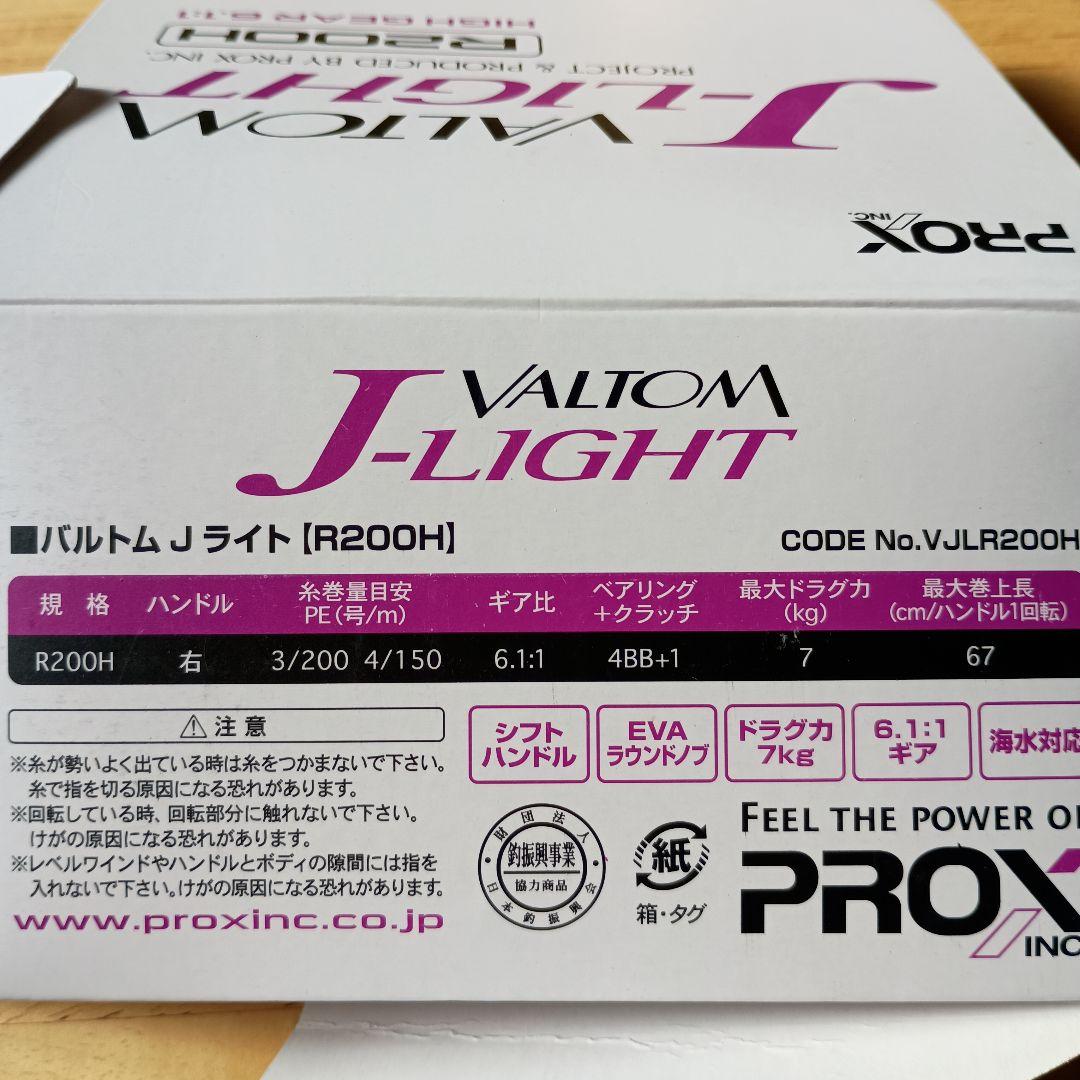 HIGH GEAR 6.1:1
R200H
PROJECT & PRODUCED BY PROX INC.
VALTOM
J-LIGHT
PROX INC.
VALTOM
J-LIGHT
■バルトム J ライト【R200H】
CODE No.VJLR200H
規 格 ハンドル 糸巻量目安 PE(号/m) ギア比 ベアリング +クラッチ 最大ドラグ力 (kg) 最大巻上長 (cm/ハンドル1回転)
R200H 右 3/200 4/150 6.1:1 4BB+1 7 67
⚠ 注 意
※糸が勢いよく出ている時は糸をつかまないで下さい。
糸で指を切る原因になる恐れがあります。
※回転している時、回転部分に触れないで下さい。
けがの原因になる恐れがあります。
※レベルワインドやハンドルとボディの隙間には指を
入れないで下さい。けがの原因になる恐れがあります。
www.proxinc.co.jp
シフト
ハンドル
EVA
ラウンドノブ
ドラグ力
7kg
6.1:1
ギア
海水対応
財団法人
釣振興事業
協力商品
日本釣振興会
紙
箱・タグ
FEEL THE POWER OF
PROX
INC